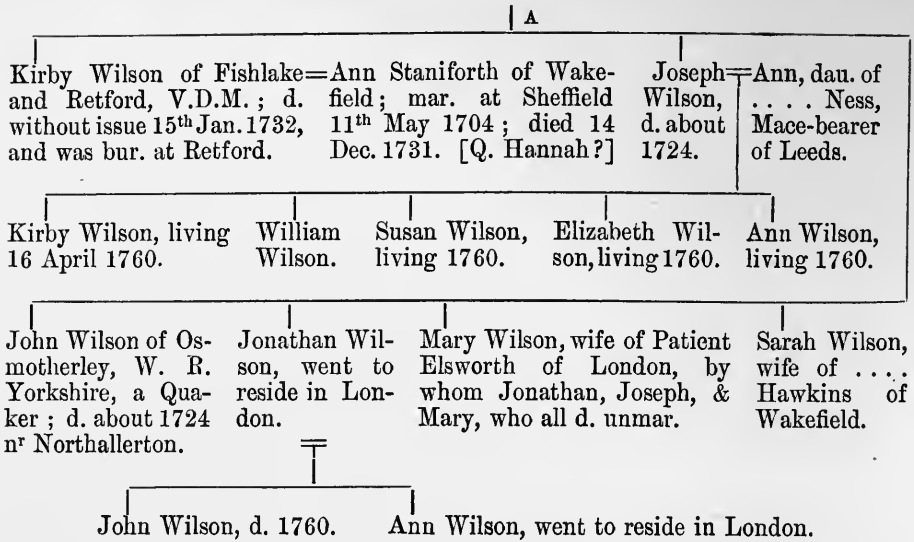 A
Kirby Wilson of Fishlake=
and Retford, V.D.M. ; d.
without issue 15th Jan. 1732,
and was bur. at Retford.
Ann Staniforth of Wake-
field ; mar. at Sheffield
11th May 1704 ; died 14
Dec. 1731. [Q. Hannah?]
Joseph=
Wilson,
d. about
1724.
Ann, dau. of
. . . . Ness,
Mace-bearer
of Leeds.
Kirby Wilson, living
16 April 1760.
William
Wilson.
Susan Wilson,
living 1760.
Elizabeth Wil-
son, living 1760.
Ann Wilson,
living 1760.
John Wilson of Os-
motherley, W. R.
Yorkshire, a Qua-
ker ; d. about 1724
nr Northallerton.
Jonathan Wil-
son, went to
reside in Lon-
don.
Mary Wilson, wife of Patient
Elsworth of London, by
whom Jonathan, Joseph, &
Mary, who all d. unmar.
Sarah Wilson,
wife of . . . .
Hawkins of
Wakefield.
John Wilson, d. 1760.
Ann Wilson, went to reside in London.